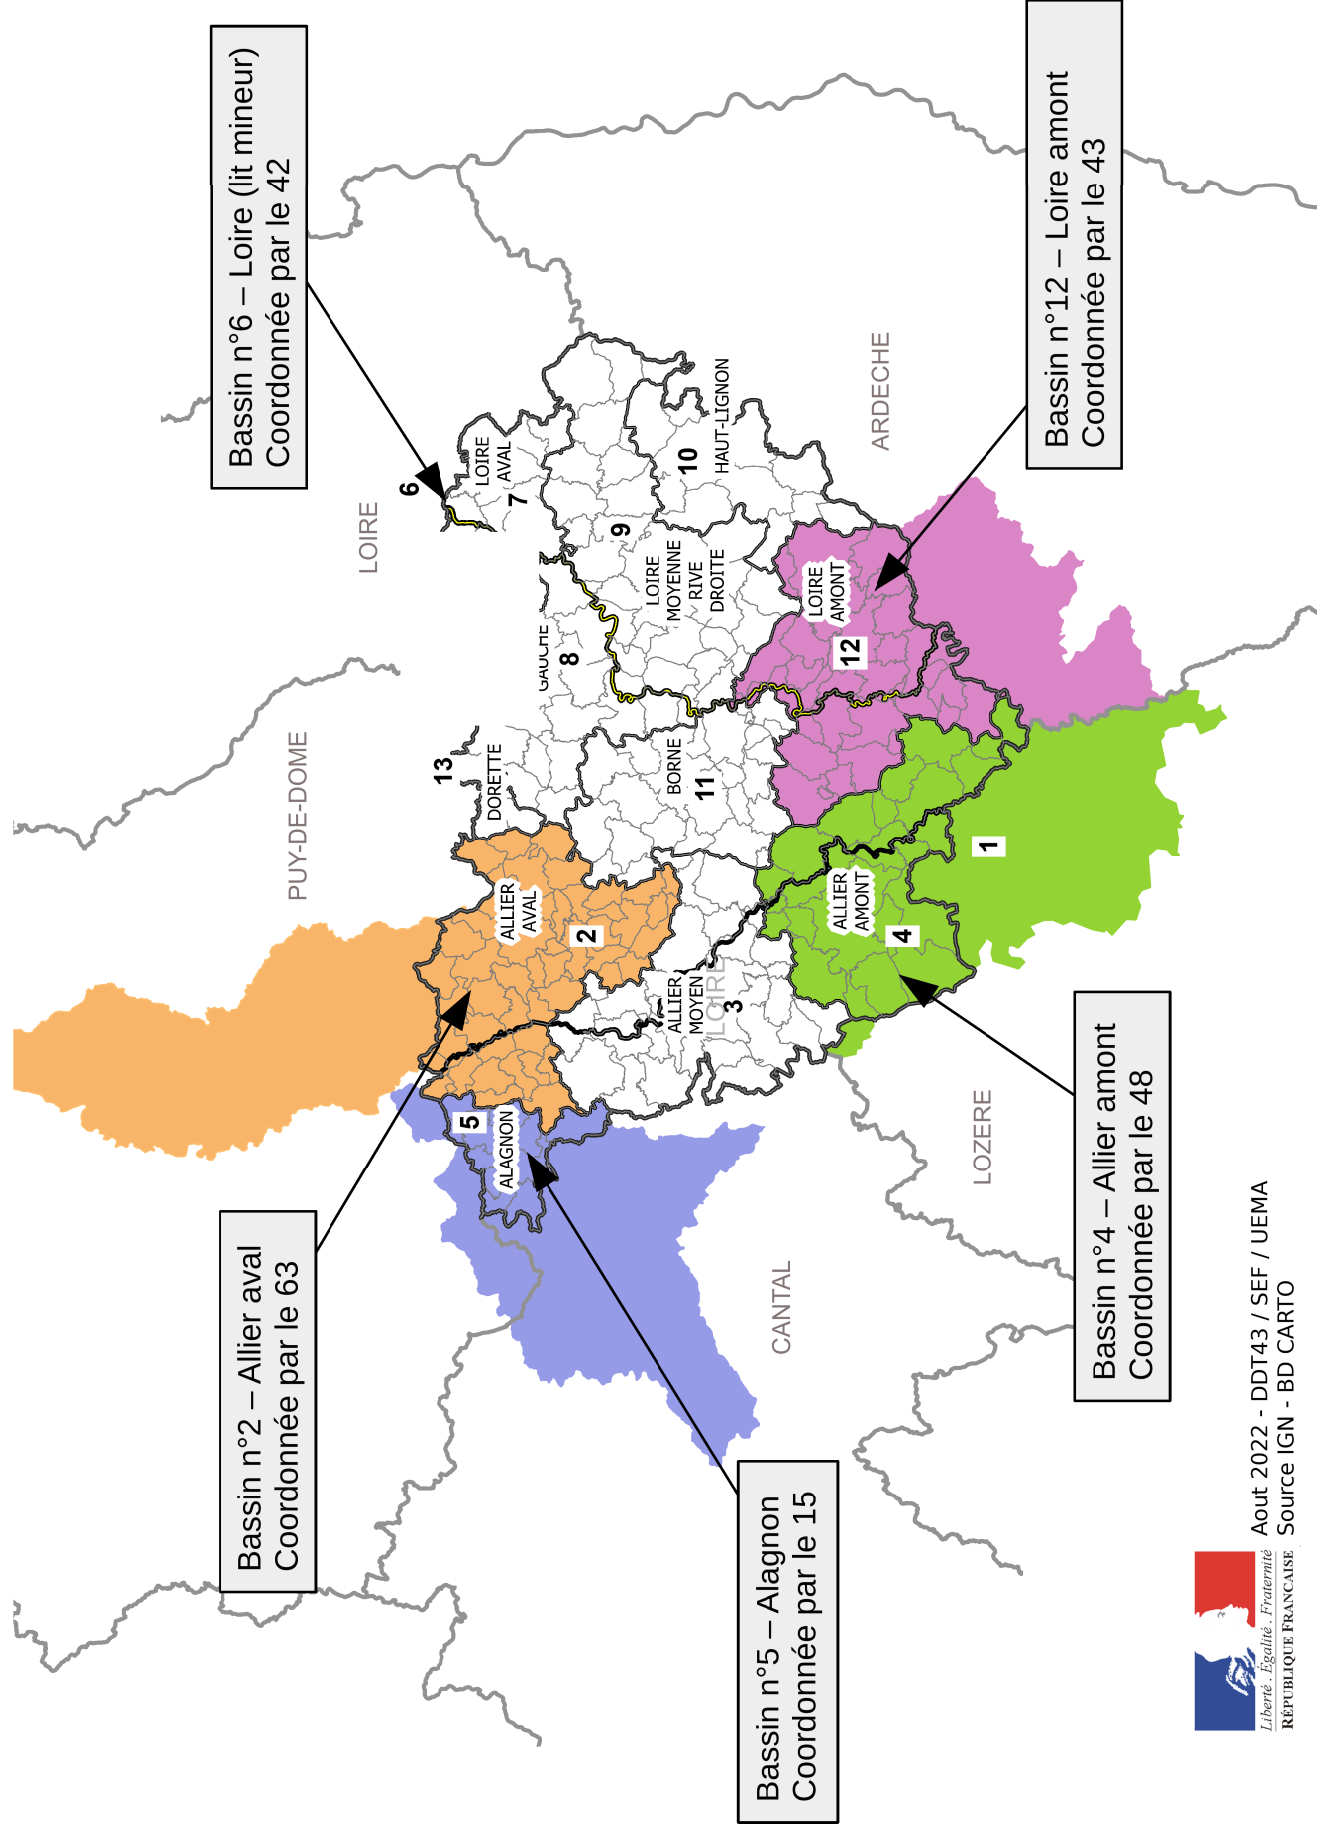 Bassin n°2 – Allier aval
Coordonnée par le 63
Bassin n°6 – Loire (lit mineur)
Coordonnée par le 42
PUY-DE-DOME
LOIRE
6
13
DORETTE
LOIRE
AVAL
7
5
ALAGNON
ALLIER
AVAL
2
GAUCHE
8
9
LOIRE
MOYENNE
RIVE
DROITE
10
HAUT-LIGNON
BORNE
11
ALLIER
MOYEN
LOIRE
3
CANTAL
ALLIER
AMONT
4
LOIRE
AMONT
12
ARDECHE
1
LOZERE
Bassin n°5 – Alagnon
Coordonnée par le 15
Bassin n°4 – Allier amont
Coordonnée par le 48
Bassin n°12 – Loire amont
Coordonnée par le 43
Liberté . Égalité . Fraternité
RÉPUBLIQUE FRANÇAISE
Aout 2022 - DDT43 / SEF / UEMA
Source IGN - BD CARTO